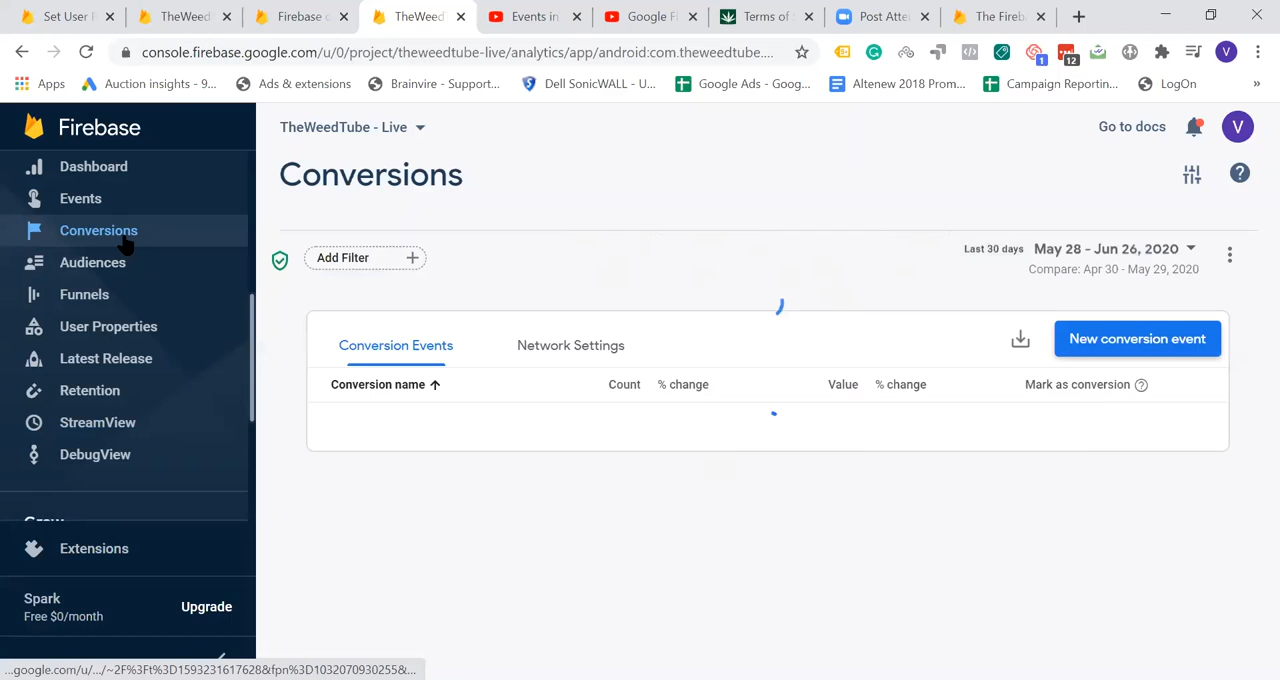 Set User P
TheWeed
Firebase c
TheWeed
Events in
Google Fi
Terms of
Post Atte
The Fireb
console.firebase.google.com/u/0/project/theweedtube-live/analytics/app/android:com.theweedtube....
1
12
V
Apps
Auction insights - 9...
Ads & extensions
Brainvire - Support...
Dell SonicWALL - U...
Google Ads - Goog...
Altenew 2018 Prom...
Campaign Reportin...
LogOn
»
Firebase
TheWeedTube - Live
Go to docs
V
Dashboard
Events
Conversions
Audiences
Funnels
User Properties
Latest Release
Retention
StreamView
DebugView
Grow
Extensions
Spark
Free $0/month
Upgrade
Conversions
Add Filter
Last 30 days May 28 - Jun 26, 2020
Compare: Apr 30 - May 29, 2020
Conversion Events
Network Settings
New conversion event
Conversion name
Count
% change
Value
% change
Mark as conversion
...google.com/u/.../~2F%3Ft%3D1593231617628&fpn%3D1032070930255&...